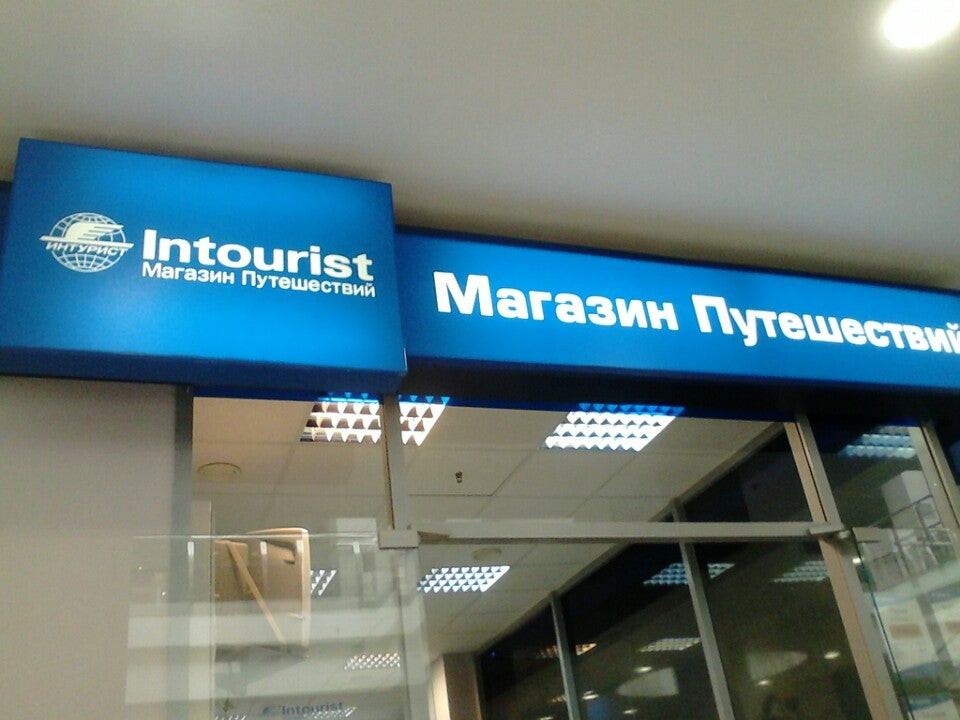 ИНТУРИСТ
Intourist
Магазин Путешествий
Магазин Путешествий
Intourist